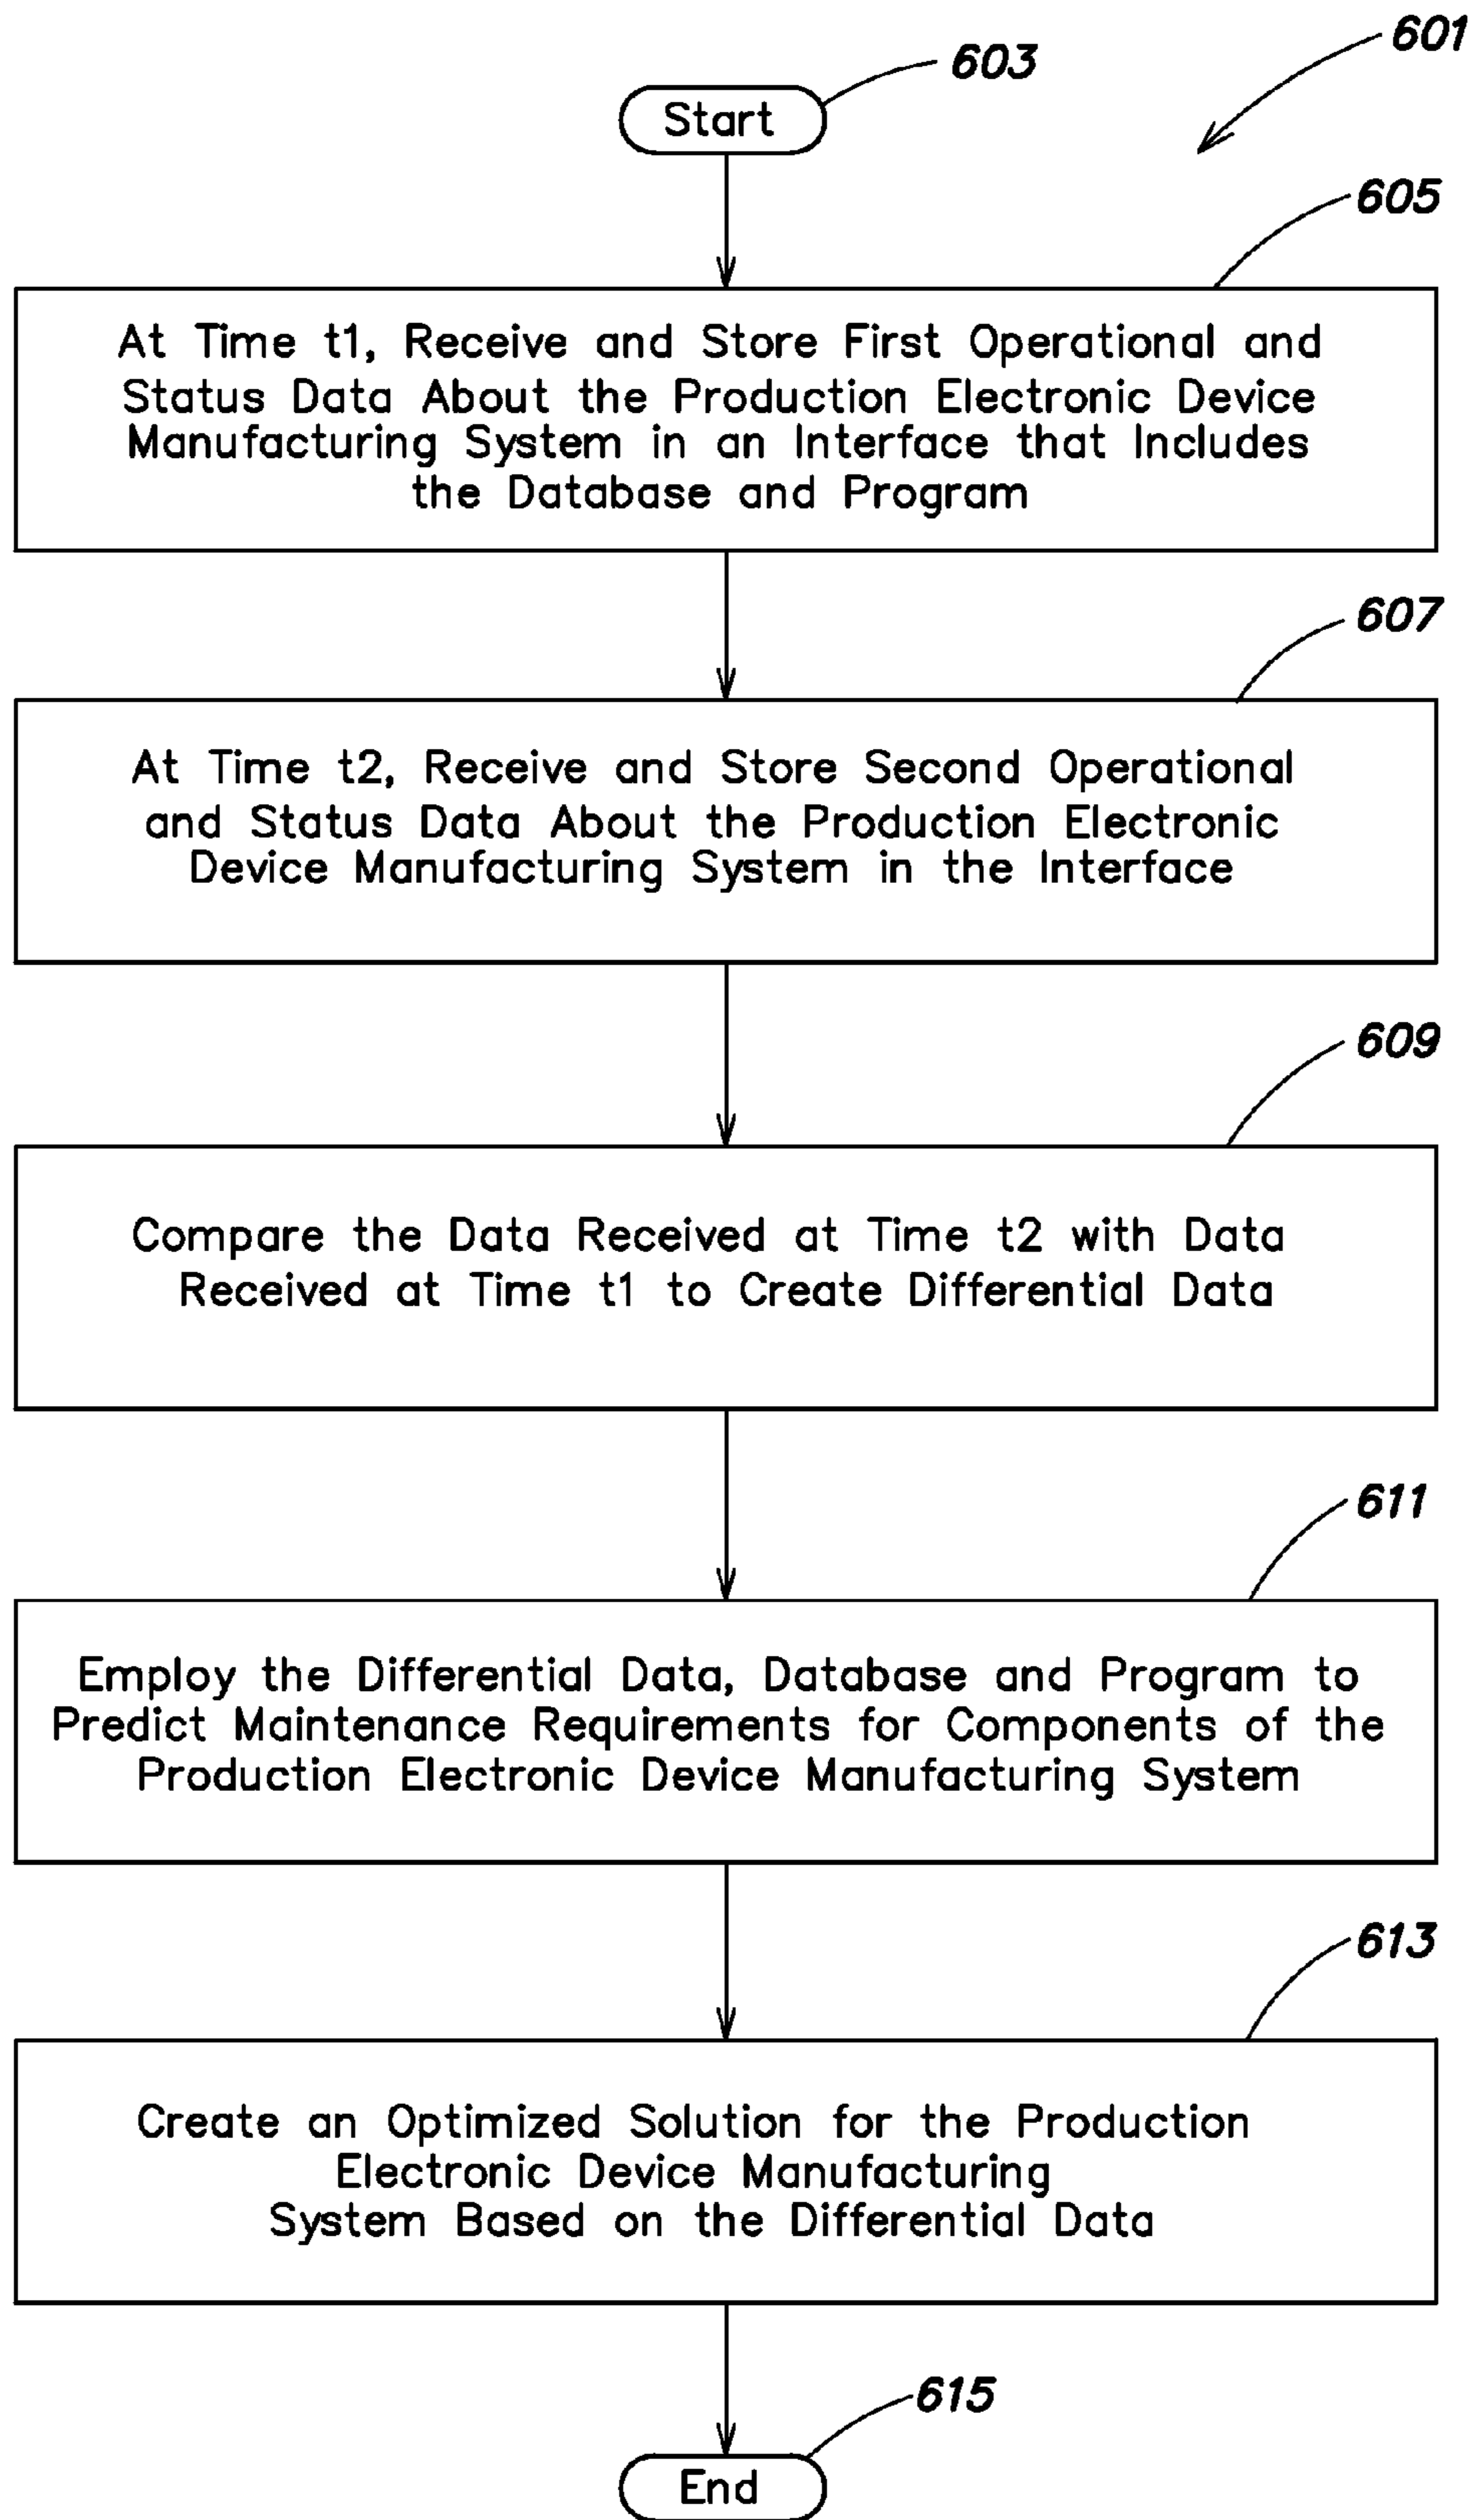 601
603
Start
605
At Time t1, Receive and Store First Operational and
Status Data About the Production Electronic Device
Manufacturing System in an Interface that Includes
the Database and Program
607
At Time t2, Receive and Store Second Operational
and Status Data About the Production Electronic
Device Manufacturing System in the Interface
609
Compare the Data Received at Time t2 with Data
Received at Time t1 to Create Differential Data
611
Employ the Differential Data, Database and Program to
Predict Maintenance Requirements for Components of the
Production Electronic Device Manufacturing System
613
Create an Optimized Solution for the Production
Electronic Device Manufacturing
System Based on the Differential Data
615
End